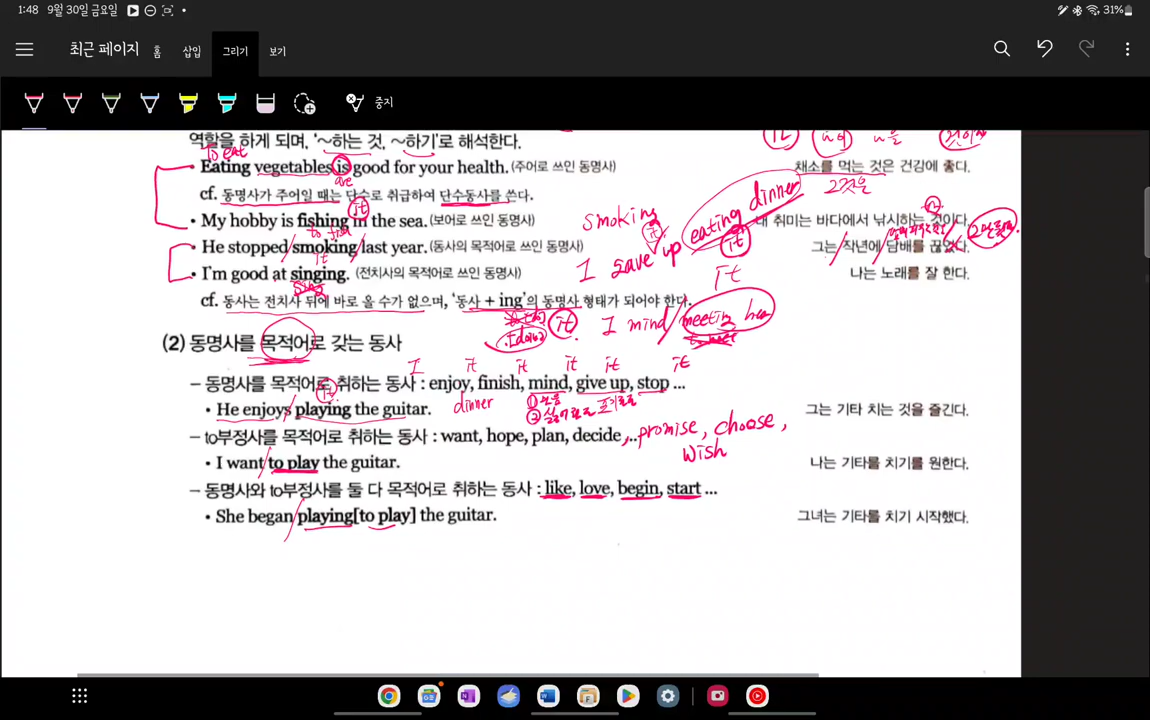 1:48 9월 30일 금요일 31%
최근 페이지 홈 삽입 그리기 보기
중지
역할을 하게 되며, '~하는 것, ~하기'로 해석한다.
to eat
• Eating vegetables is good for your health. (주어로 쓰인 동명사) 채소를 먹는 것은 건강에 좋다.
are
그것은
cf. 동명사가 주어일 때는 단수로 취급하여 단수동사를 쓴다.
it
• My hobby is fishing in the sea. (보어로 쓰인 동명사) 내 취미는 바다에서 낚시하는 것이다.
smoking
eating dinner
• He stopped smoking last year. (동사의 목적어로 쓰인 동명사) 그는 작년에 담배를 끊었다.
it
I save up
it
• I'm good at singing. (전치사의 목적어로 쓰인 동명사) 나는 노래를 잘 한다.
it
cf. 동사는 전치사 뒤에 바로 올 수가 없으며, '동사 + ing'의 동명사 형태가 되어야 한다.
it I mind meeting her
(2) 동명사를 목적어로 갖는 동사
I it it it it it
– 동명사를 목적어로 취하는 동사 : enjoy, finish, mind, give up, stop ...
it dinner
• He enjoys playing the guitar. 그는 기타 치는 것을 즐긴다.
– to부정사를 목적어로 취하는 동사 : want, hope, plan, decide, ... promise, choose,
wish
• I want to play the guitar. 나는 기타를 치기를 원한다.
– 동명사와 to부정사를 둘 다 목적어로 취하는 동사 : like, love, begin, start ...
• She began playing[to play] the guitar. 그녀는 기타를 치기 시작했다.